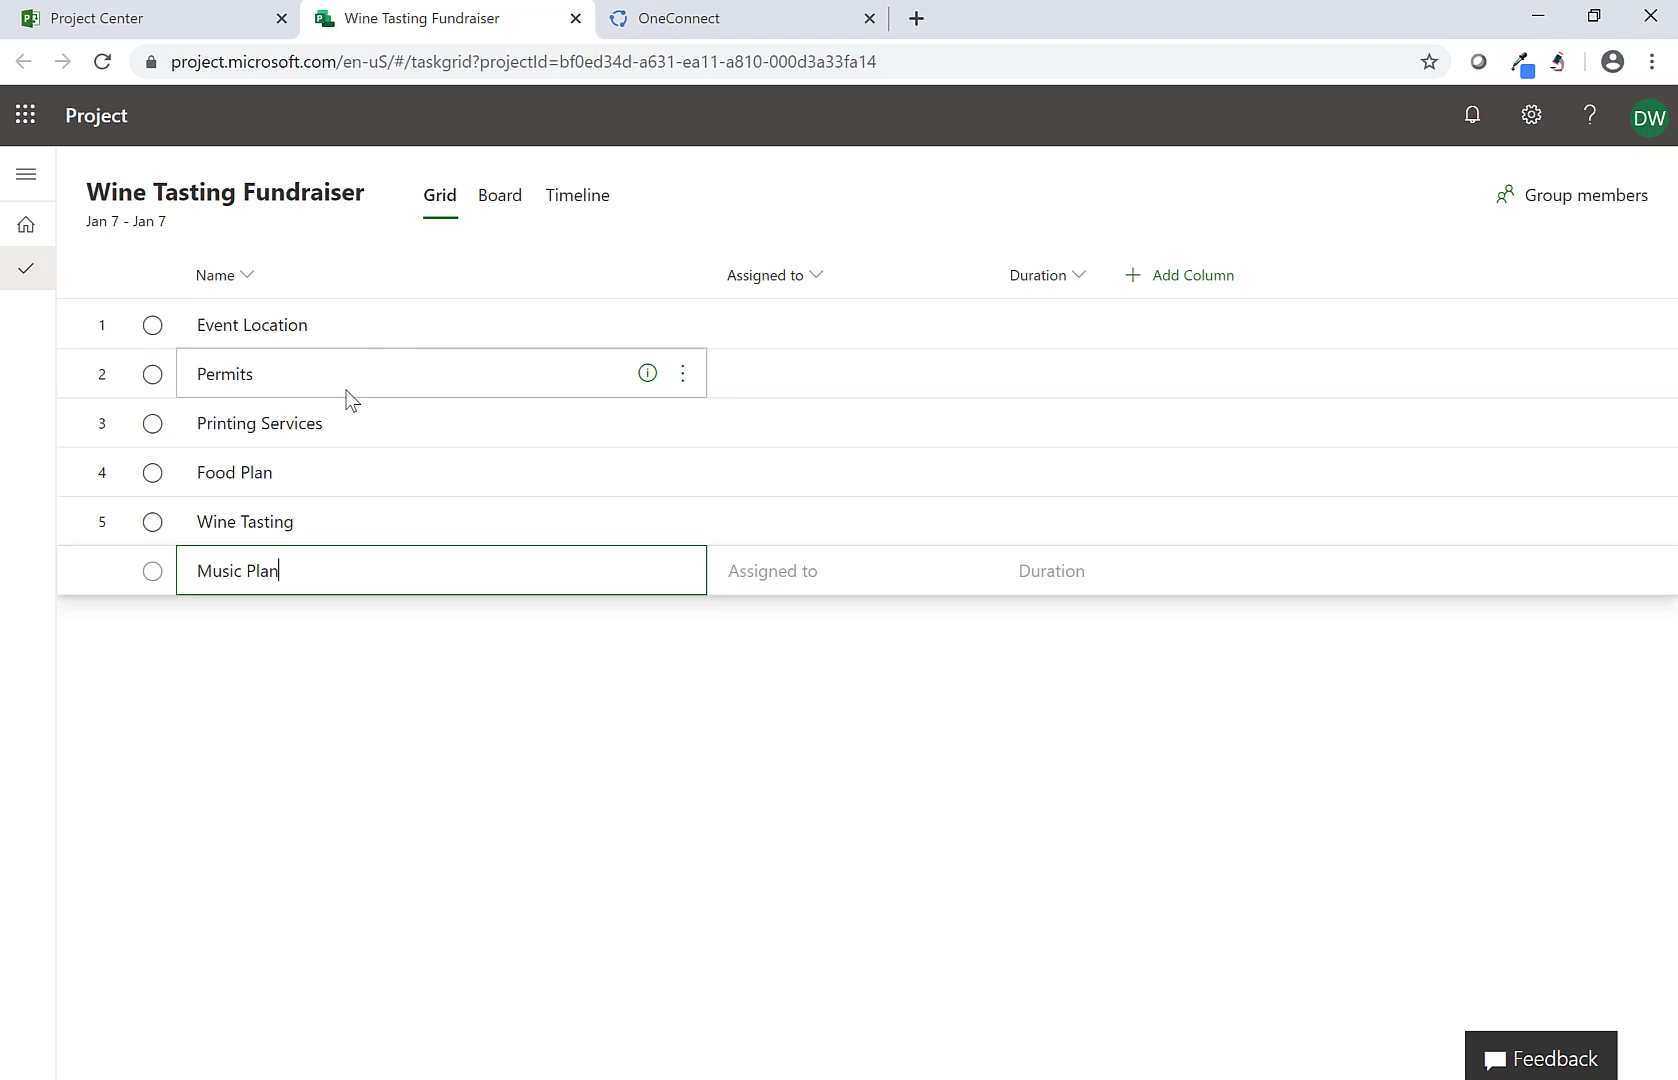 Project Center
Wine Tasting Fundraiser
OneConnect
project.microsoft.com/en-uS/#/taskgrid?projectId=bf0ed34d-a631-ea11-a810-000d3a33fa14
Project
? DW
Wine Tasting Fundraiser
Grid Board Timeline
Group members
Jan 7 - Jan 7
Name Assigned to Duration + Add Column
1 Event Location
2 Permits
3 Printing Services
4 Food Plan
5 Wine Tasting
Music Plan Assigned to Duration
Feedback